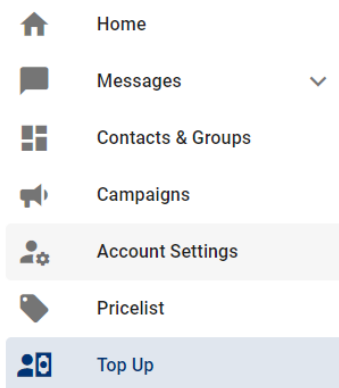 Home
Messages
Contacts & Groups
Campaigns
Account Settings
Pricelist
Top Up